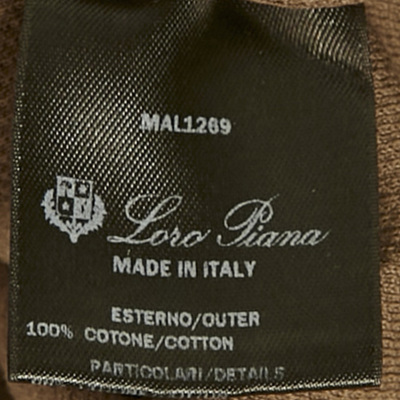 MAL1269
Loro Piana
MADE IN ITALY
ESTERNO/OUTER
100% COTONE/COTTON
PARTICOLARI/DETAILS